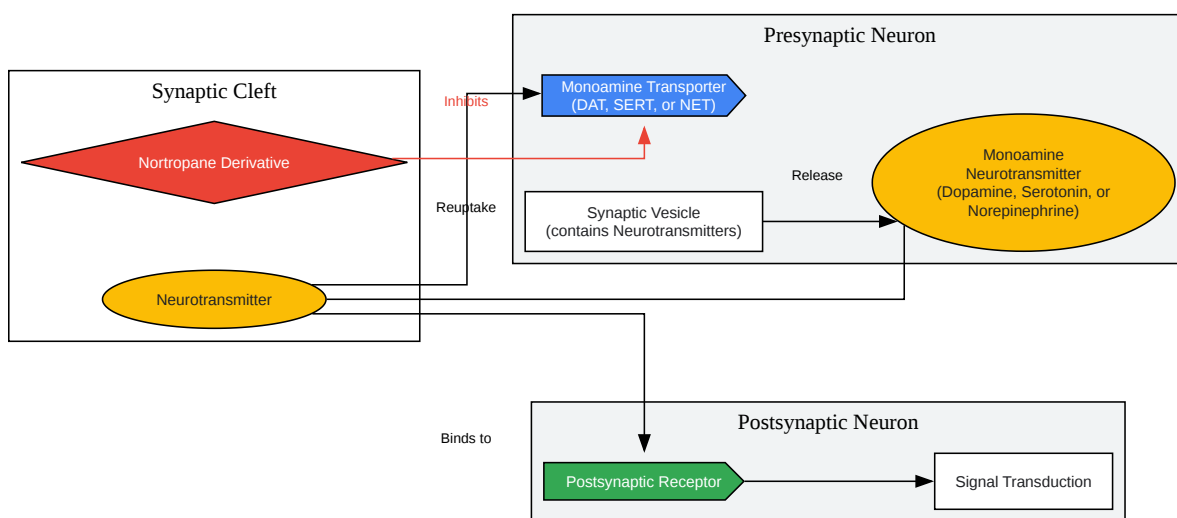 Presynaptic Neuron
Synaptic Cleft
Monoamine Transporter
(DAT, SERT, or NET)
Inhibits
Nortropane Derivative
Monoamine
Neurotransmitter
(Dopamine, Serotonin, or
Norepinephrine)
Release
Reuptake
Synaptic Vesicle
(contains Neurotransmitters)
Neurotransmitter
Postsynaptic Neuron
Binds to
Postsynaptic Receptor
Signal Transduction